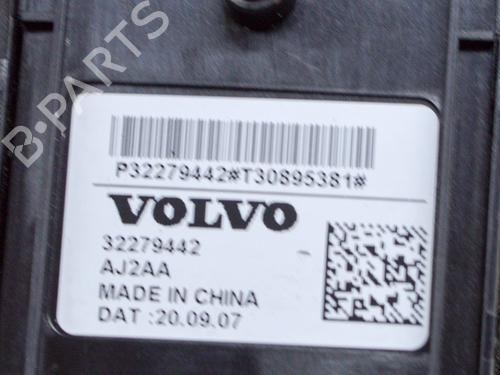 B-PARTS
P32279442#T30895381#
VOLVO
32279442
AJ2AA
MADE IN CHINA
DAT :20.09.07